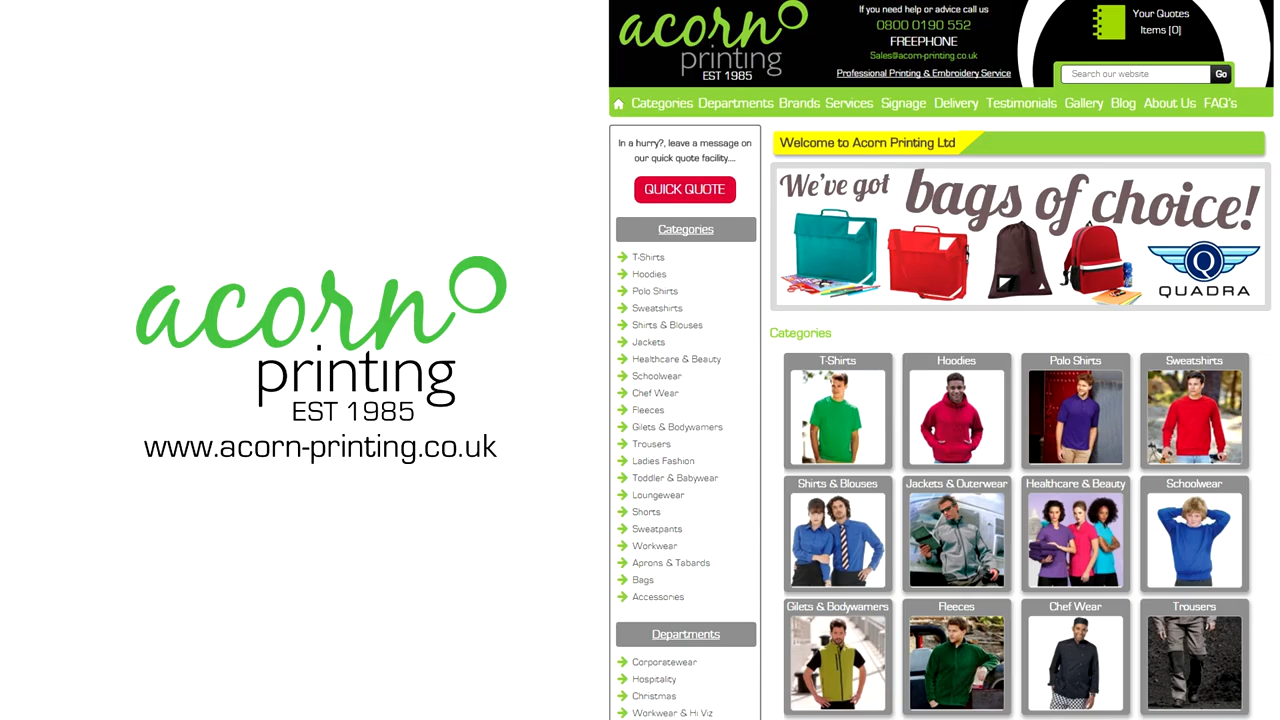 acorn
printing
EST 1985
www.acorn-printing.co.uk
acorn
printing
EST 1985
If you need help or advice call us
0800 0190 552
FREEPHONE
Sales@acorn-printing.co.uk
Professional Printing & Embroidery Service
Your Quotes
Items [0]
Search our website
Go
Categories Departments Brands Services Signage Delivery Testimonials Gallery Blog About Us FAQ's
In a hurry?, leave a message on
our quick quote facility....
QUICK QUOTE
Categories
T-Shirts
Hoodies
Polo Shirts
Sweatshirts
Shirts & Blouses
Jackets
Healthcare & Beauty
Schoolwear
Chef Wear
Fleeces
Gilets & Bodywamers
Trousers
Ladies Fashion
Toddler & Babywear
Loungewear
Shorts
Sweatpants
Workwear
Aprons & Tabards
Bags
Accessories
Departments
Corporatewear
Hospitality
Christmas
Workwear & Hi Viz
Welcome to Acorn Printing Ltd
We've got bags of choice!
Q
QUADRA
Categories
T-Shirts
Hoodies
Polo Shirts
Sweatshirts
Shirts & Blouses
Jackets & Outerwear
Healthcare & Beauty
Schoolwear
Gilets & Bodywamers
Fleeces
Chef Wear
Trousers